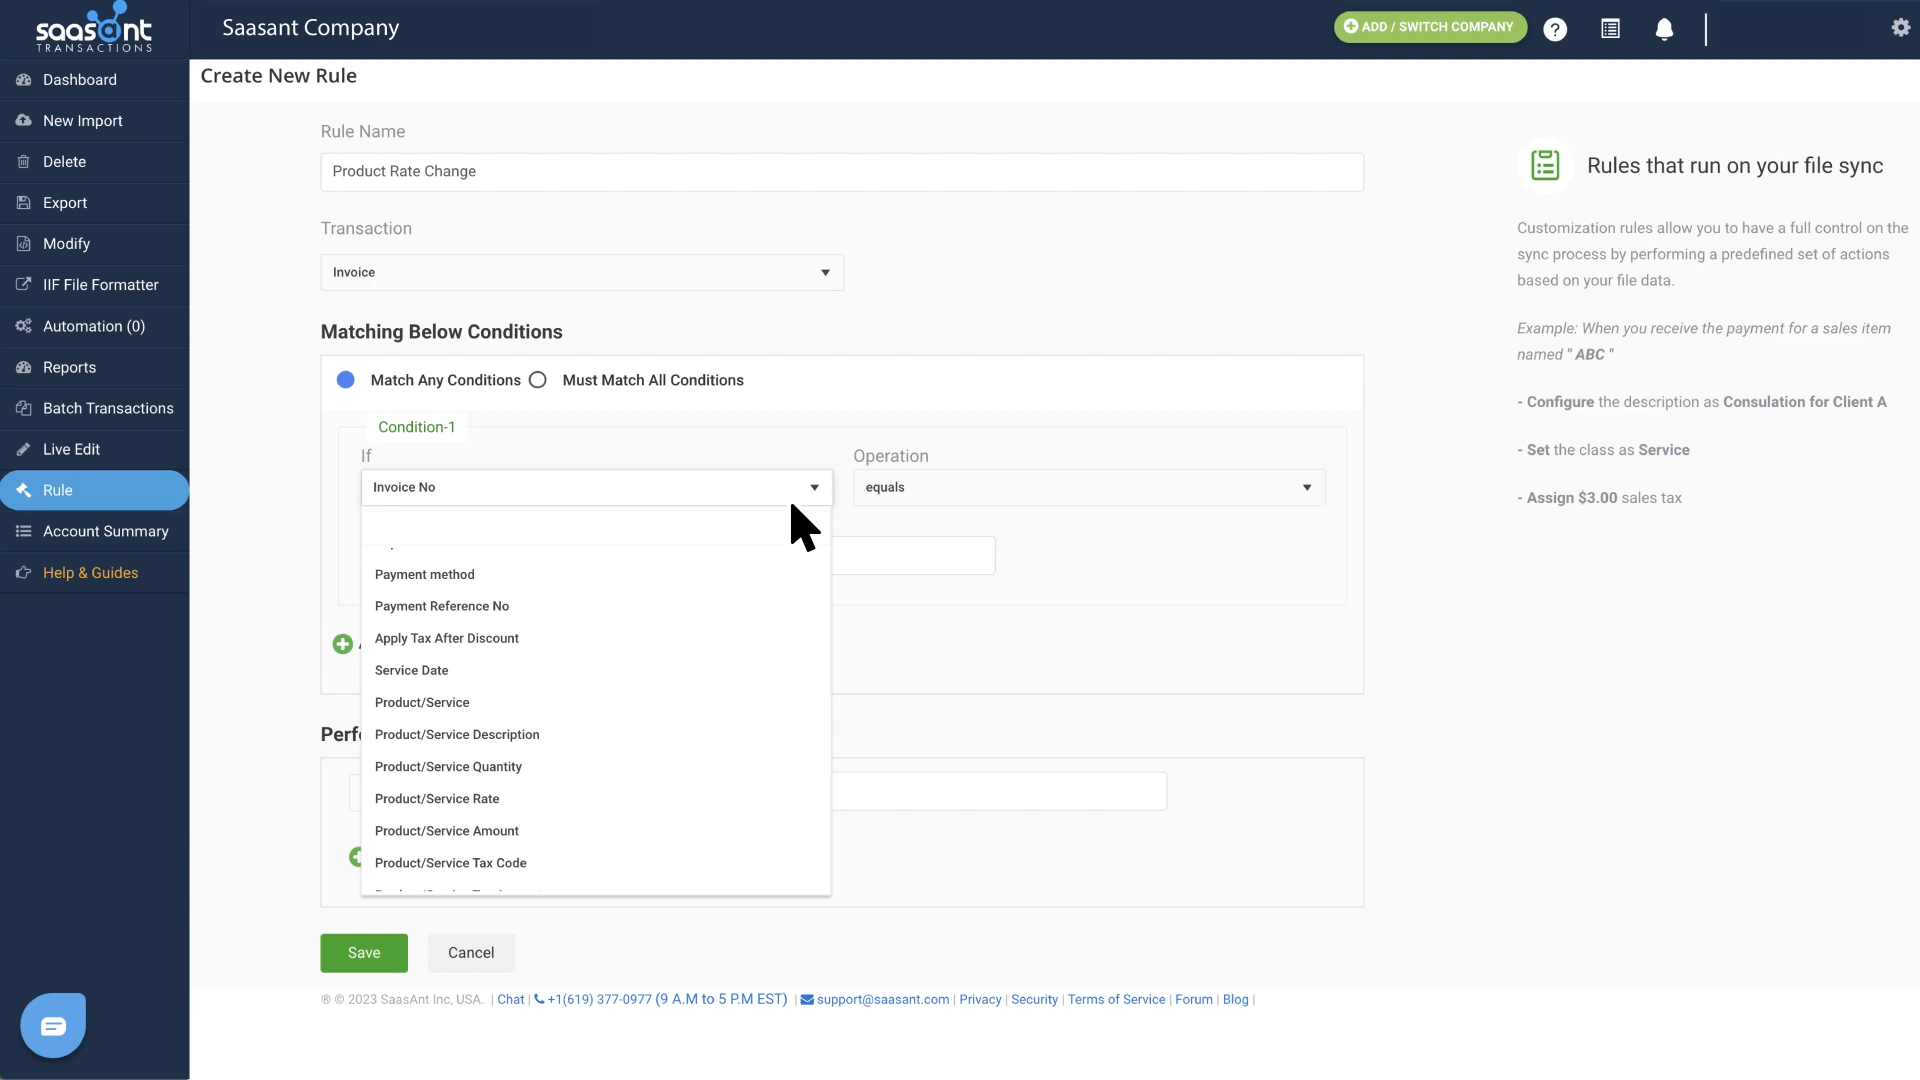 saasant
TRANSACTIONS
Saasant Company
ADD / SWITCH COMPANY
?
Dashboard
New Import
Delete
Export
Modify
IIF File Formatter
Automation (0)
Reports
Batch Transactions
Live Edit
Rule
Account Summary
Help & Guides
Create New Rule
Rule Name
Product Rate Change
Transaction
Invoice
Matching Below Conditions
Match Any Conditions
Must Match All Conditions
Condition-1
If
Operation
Invoice No
equals
Payment method
Payment Reference No
Apply Tax After Discount
Service Date
Product/Service
Product/Service Description
Product/Service Quantity
Product/Service Rate
Product/Service Amount
Product/Service Tax Code
Save
Cancel
Rules that run on your file sync
Customization rules allow you to have a full control on the
sync process by performing a predefined set of actions
based on your file data.
Example: When you receive the payment for a sales item
named " ABC "
- Configure the description as Consulation for Client A
- Set the class as Service
- Assign $3.00 sales tax
® © 2023 SaasAnt Inc, USA. | Chat | +1(619) 377-0977 (9 A.M to 5 P.M EST) | support@saasant.com | Privacy | Security | Terms of Service | Forum | Blog |